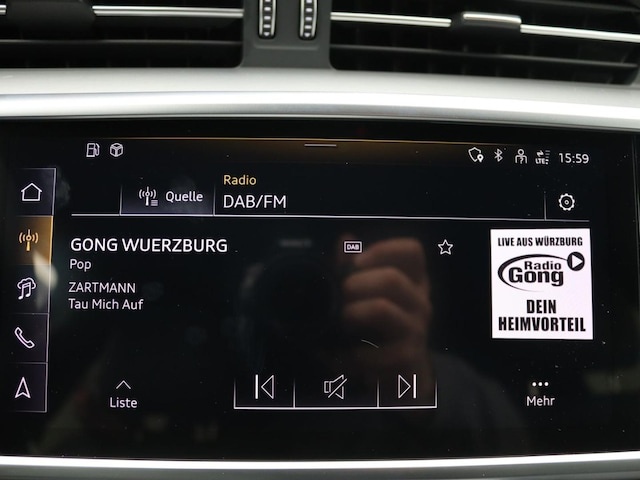 LTE 15:59
Radio
Quelle DAB/FM
GONG WUERZBURG DAB
Pop
ZARTMANN
Tau Mich Auf
LIVE AUS WÜRZBURG
Radio
Gong
DEIN
HEIMVORTEIL
Liste
Mehr